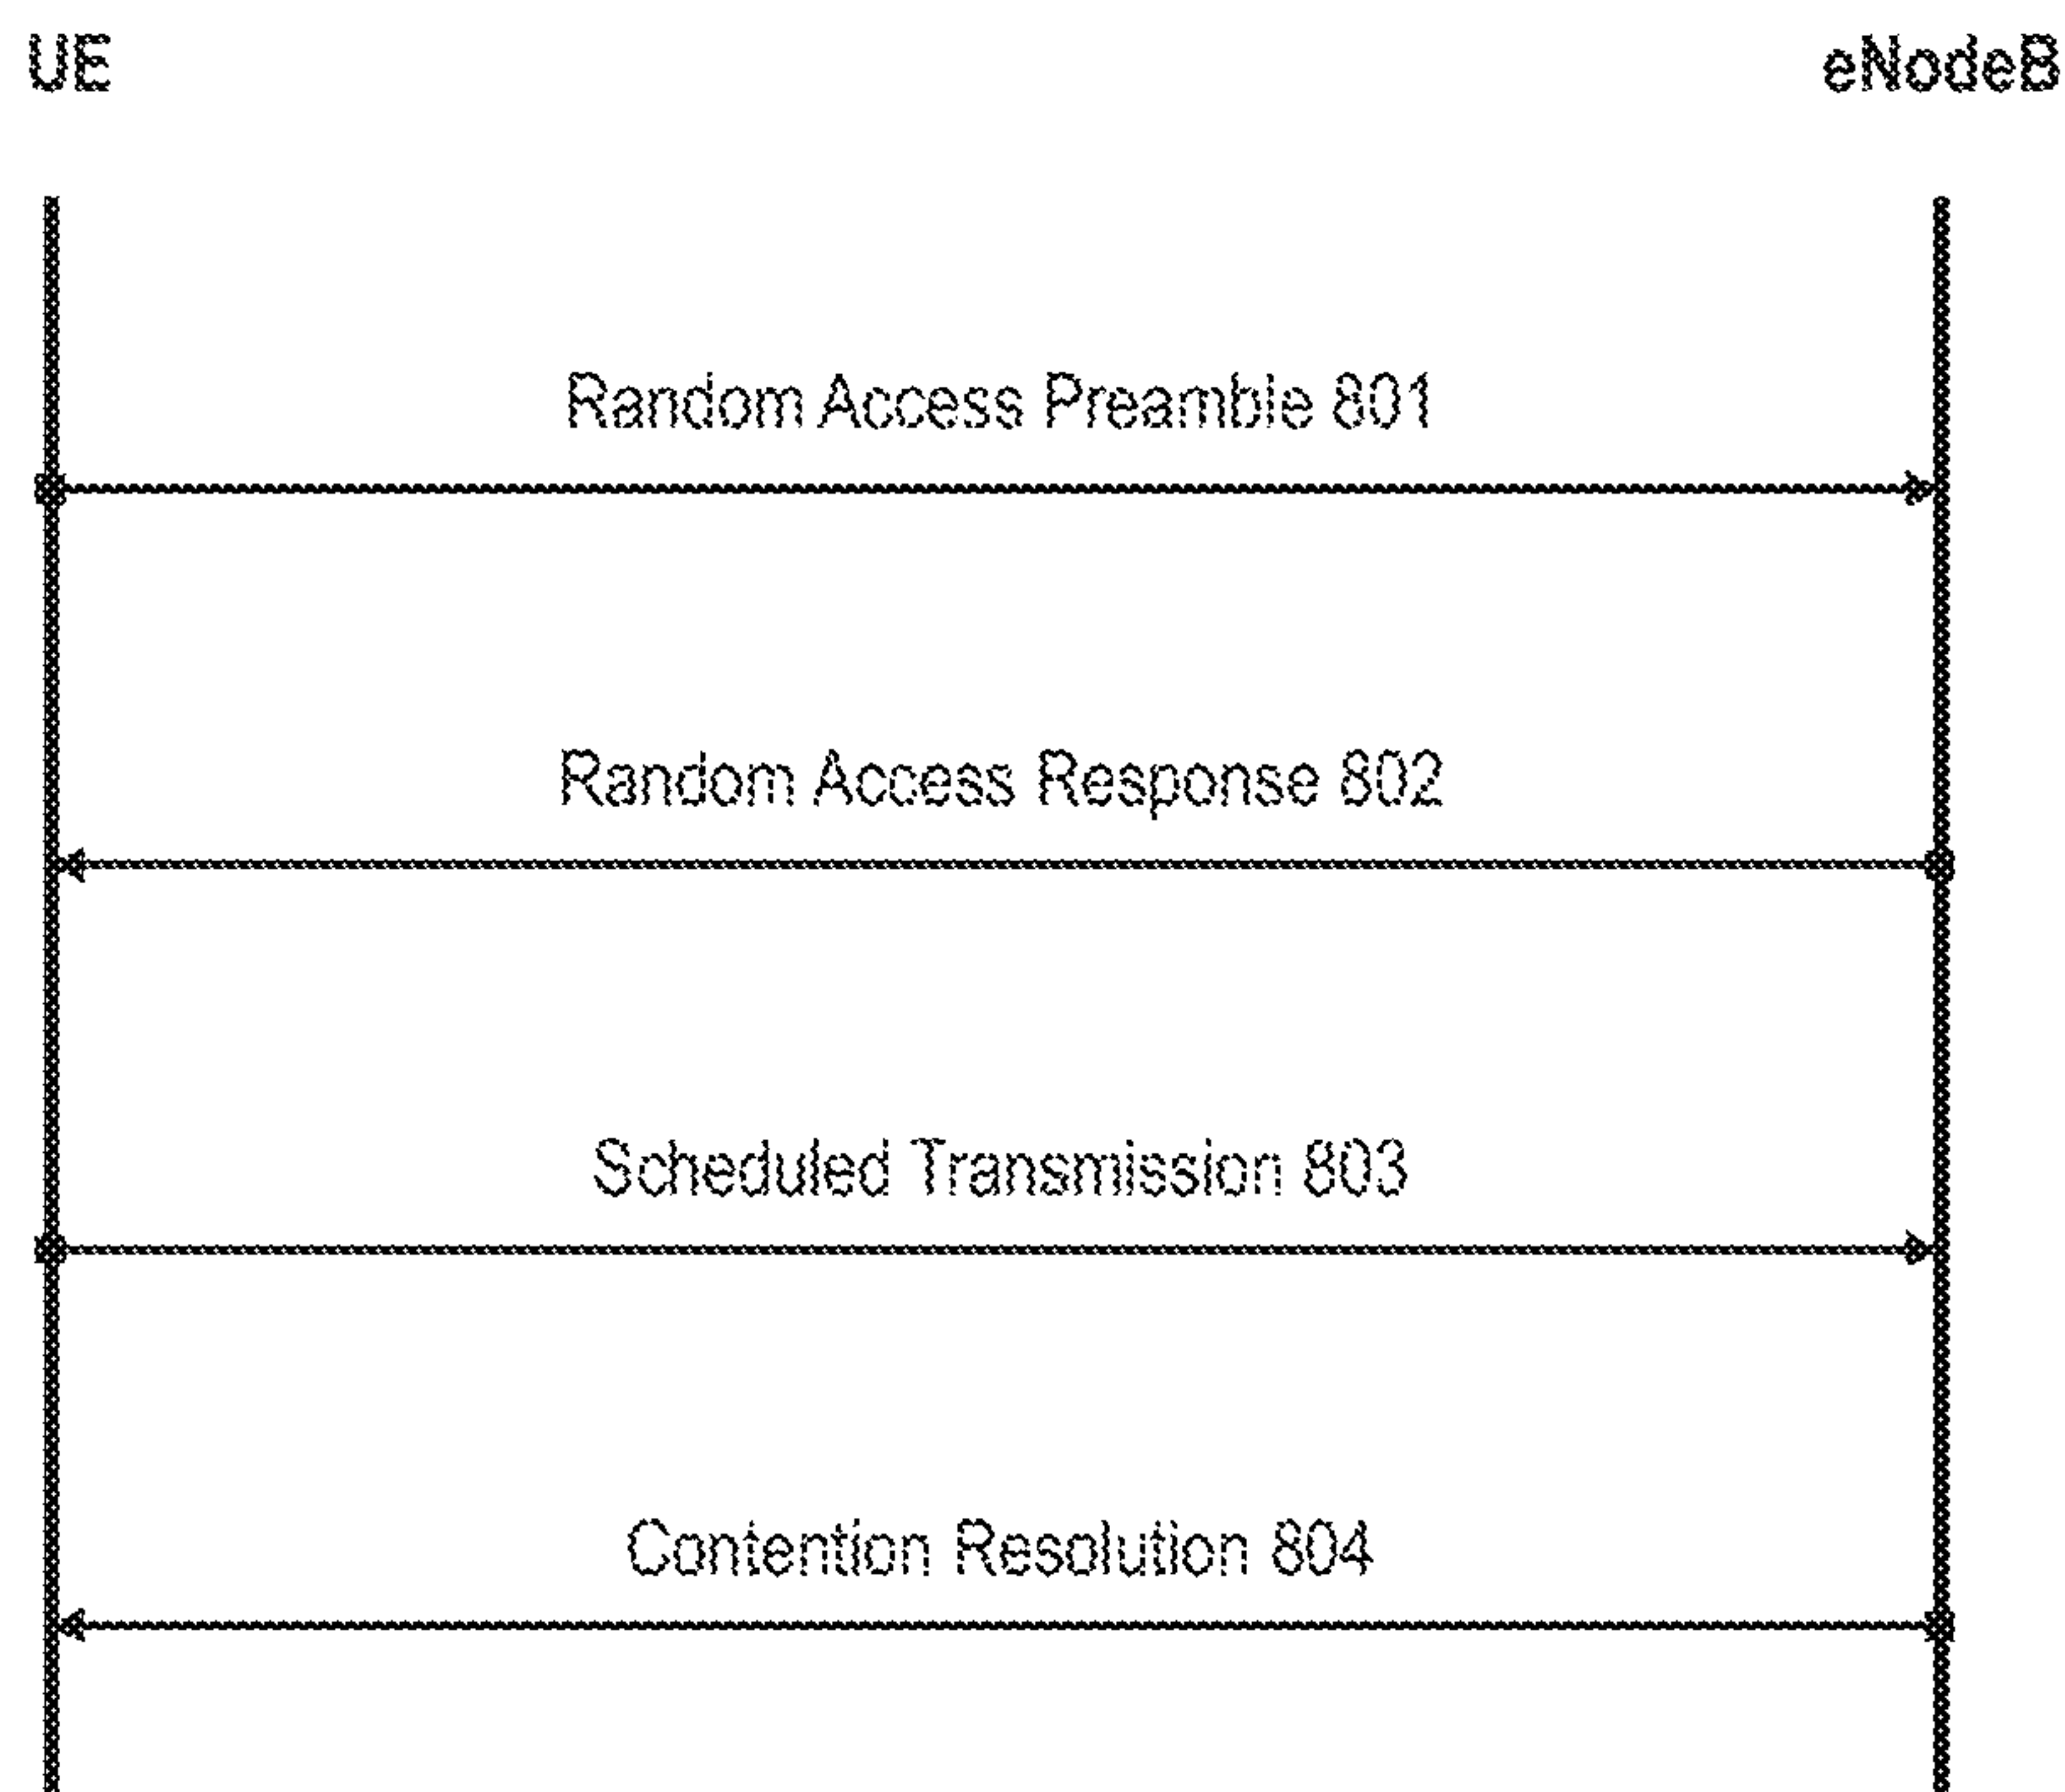 UE
eNodeB
Random Access Preamble 801
Random Access Response 802
Scheduled Transmission 803
Contention Resolution 804